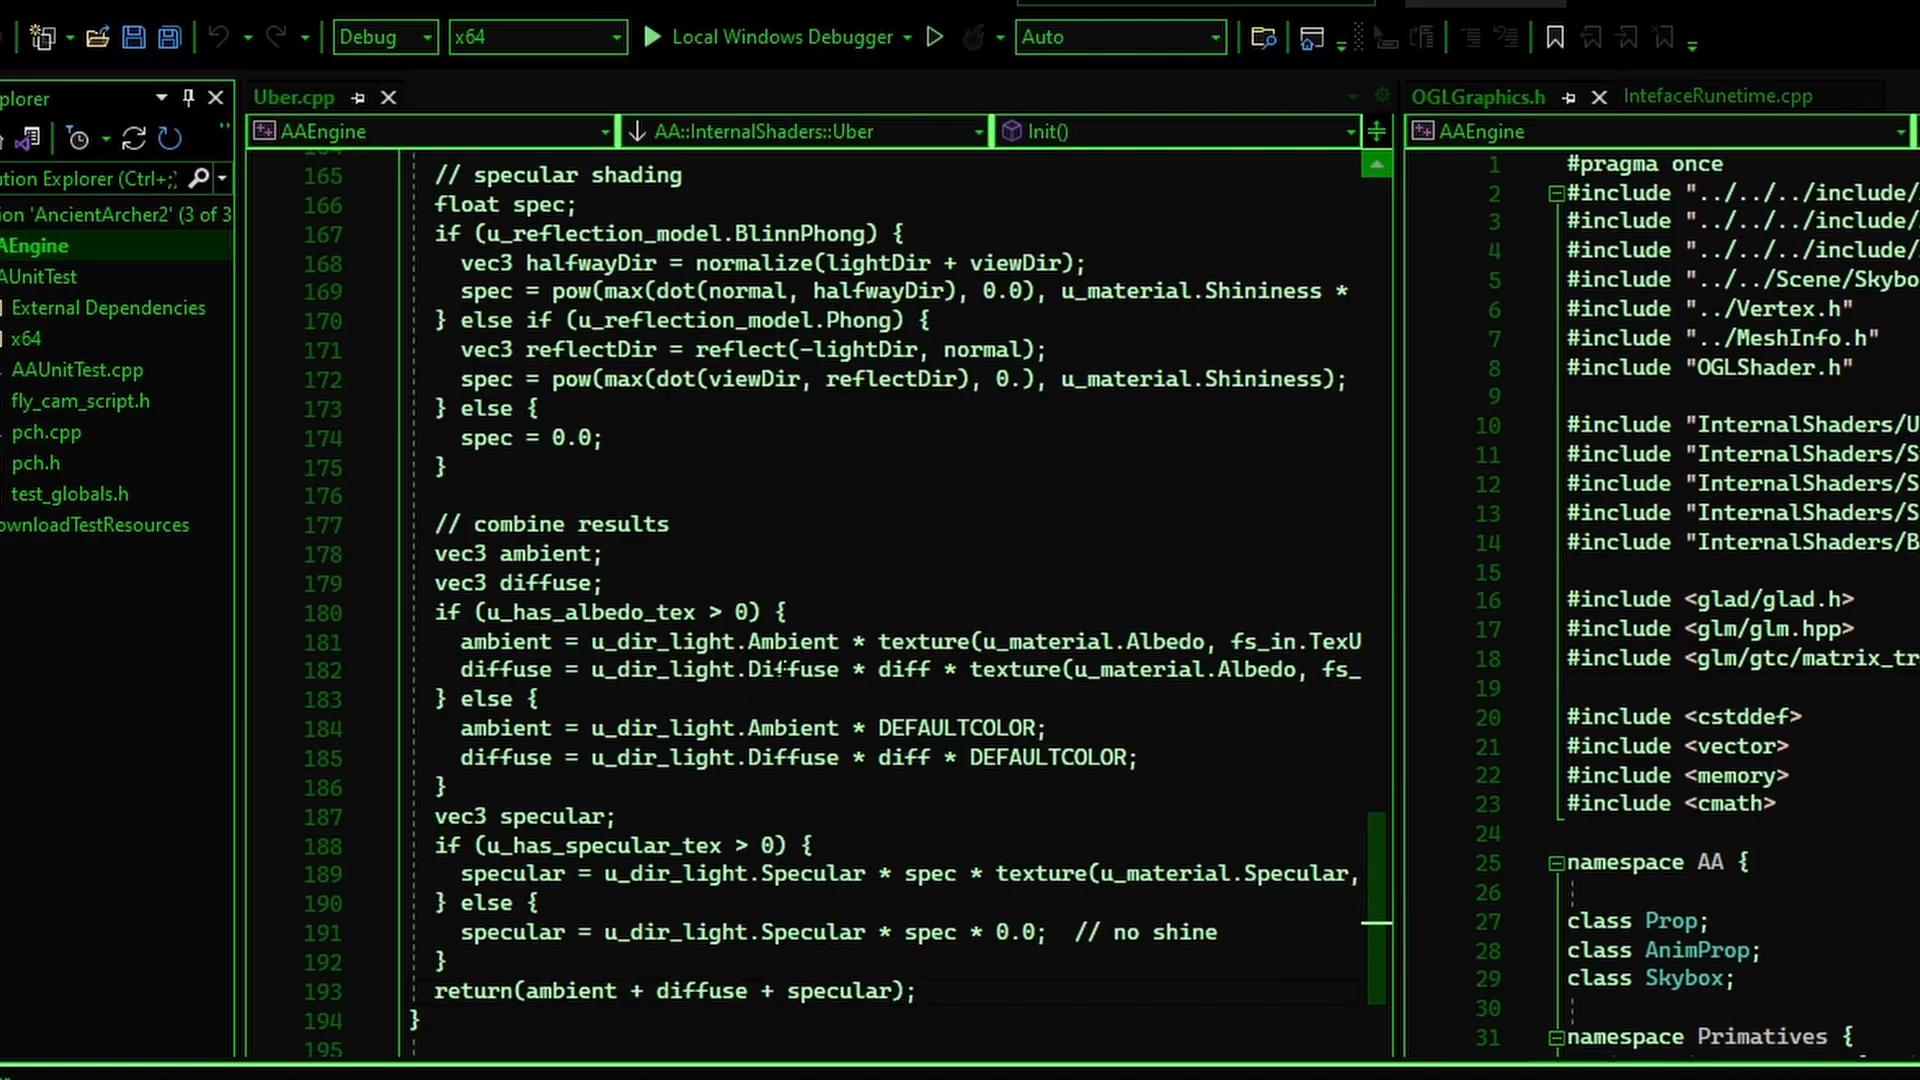 Debug
x64
Local Windows Debugger
Auto
plorer
ution Explorer (Ctrl+;)
ion 'AncientArcher2' (3 of 3
AEngine
AUnitTest
External Dependencies
x64
AAUnitTest.cpp
fly_cam_script.h
pch.cpp
pch.h
test_globals.h
ownloadTestResources
Uber.cpp
AAEngine
AA::InternalShaders::Uber
Init()
165 // specular shading
166 float spec;
167 if (u_reflection_model.BlinnPhong) {
168 vec3 halfwayDir = normalize(lightDir + viewDir);
169 spec = pow(max(dot(normal, halfwayDir), 0.0), u_material.Shininess *
170 } else if (u_reflection_model.Phong) {
171 vec3 reflectDir = reflect(-lightDir, normal);
172 spec = pow(max(dot(viewDir, reflectDir), 0.), u_material.Shininess);
173 } else {
174 spec = 0.0;
175 }
176
177 // combine results
178 vec3 ambient;
179 vec3 diffuse;
180 if (u_has_albedo_tex > 0) {
181 ambient = u_dir_light.Ambient * texture(u_material.Albedo, fs_in.TexU
182 diffuse = u_dir_light.Diffuse * diff * texture(u_material.Albedo, fs_
183 } else {
184 ambient = u_dir_light.Ambient * DEFAULTCOLOR;
185 diffuse = u_dir_light.Diffuse * diff * DEFAULTCOLOR;
186 }
187 vec3 specular;
188 if (u_has_specular_tex > 0) {
189 specular = u_dir_light.Specular * spec * texture(u_material.Specular,
190 } else {
191 specular = u_dir_light.Specular * spec * 0.0; // no shine
192 }
193 return(ambient + diffuse + specular);
194 }
195
OGLGraphics.h
IntefaceRunetime.cpp
AAEngine
1 #pragma once
2 #include "../../../include/
3 #include "../../../include/
4 #include "../../../include/
5 #include "../../Scene/Skybo
6 #include "../Vertex.h"
7 #include "../MeshInfo.h"
8 #include "OGLShader.h"
9
10 #include "InternalShaders/U
11 #include "InternalShaders/S
12 #include "InternalShaders/S
13 #include "InternalShaders/S
14 #include "InternalShaders/B
15
16 #include <glad/glad.h>
17 #include <glm/glm.hpp>
18 #include <glm/gtc/matrix_tr
19
20 #include <cstddef>
21 #include <vector>
22 #include <memory>
23 #include <cmath>
24
25 namespace AA {
26
27 class Prop;
28 class AnimProp;
29 class Skybox;
30
31 namespace Primatives {